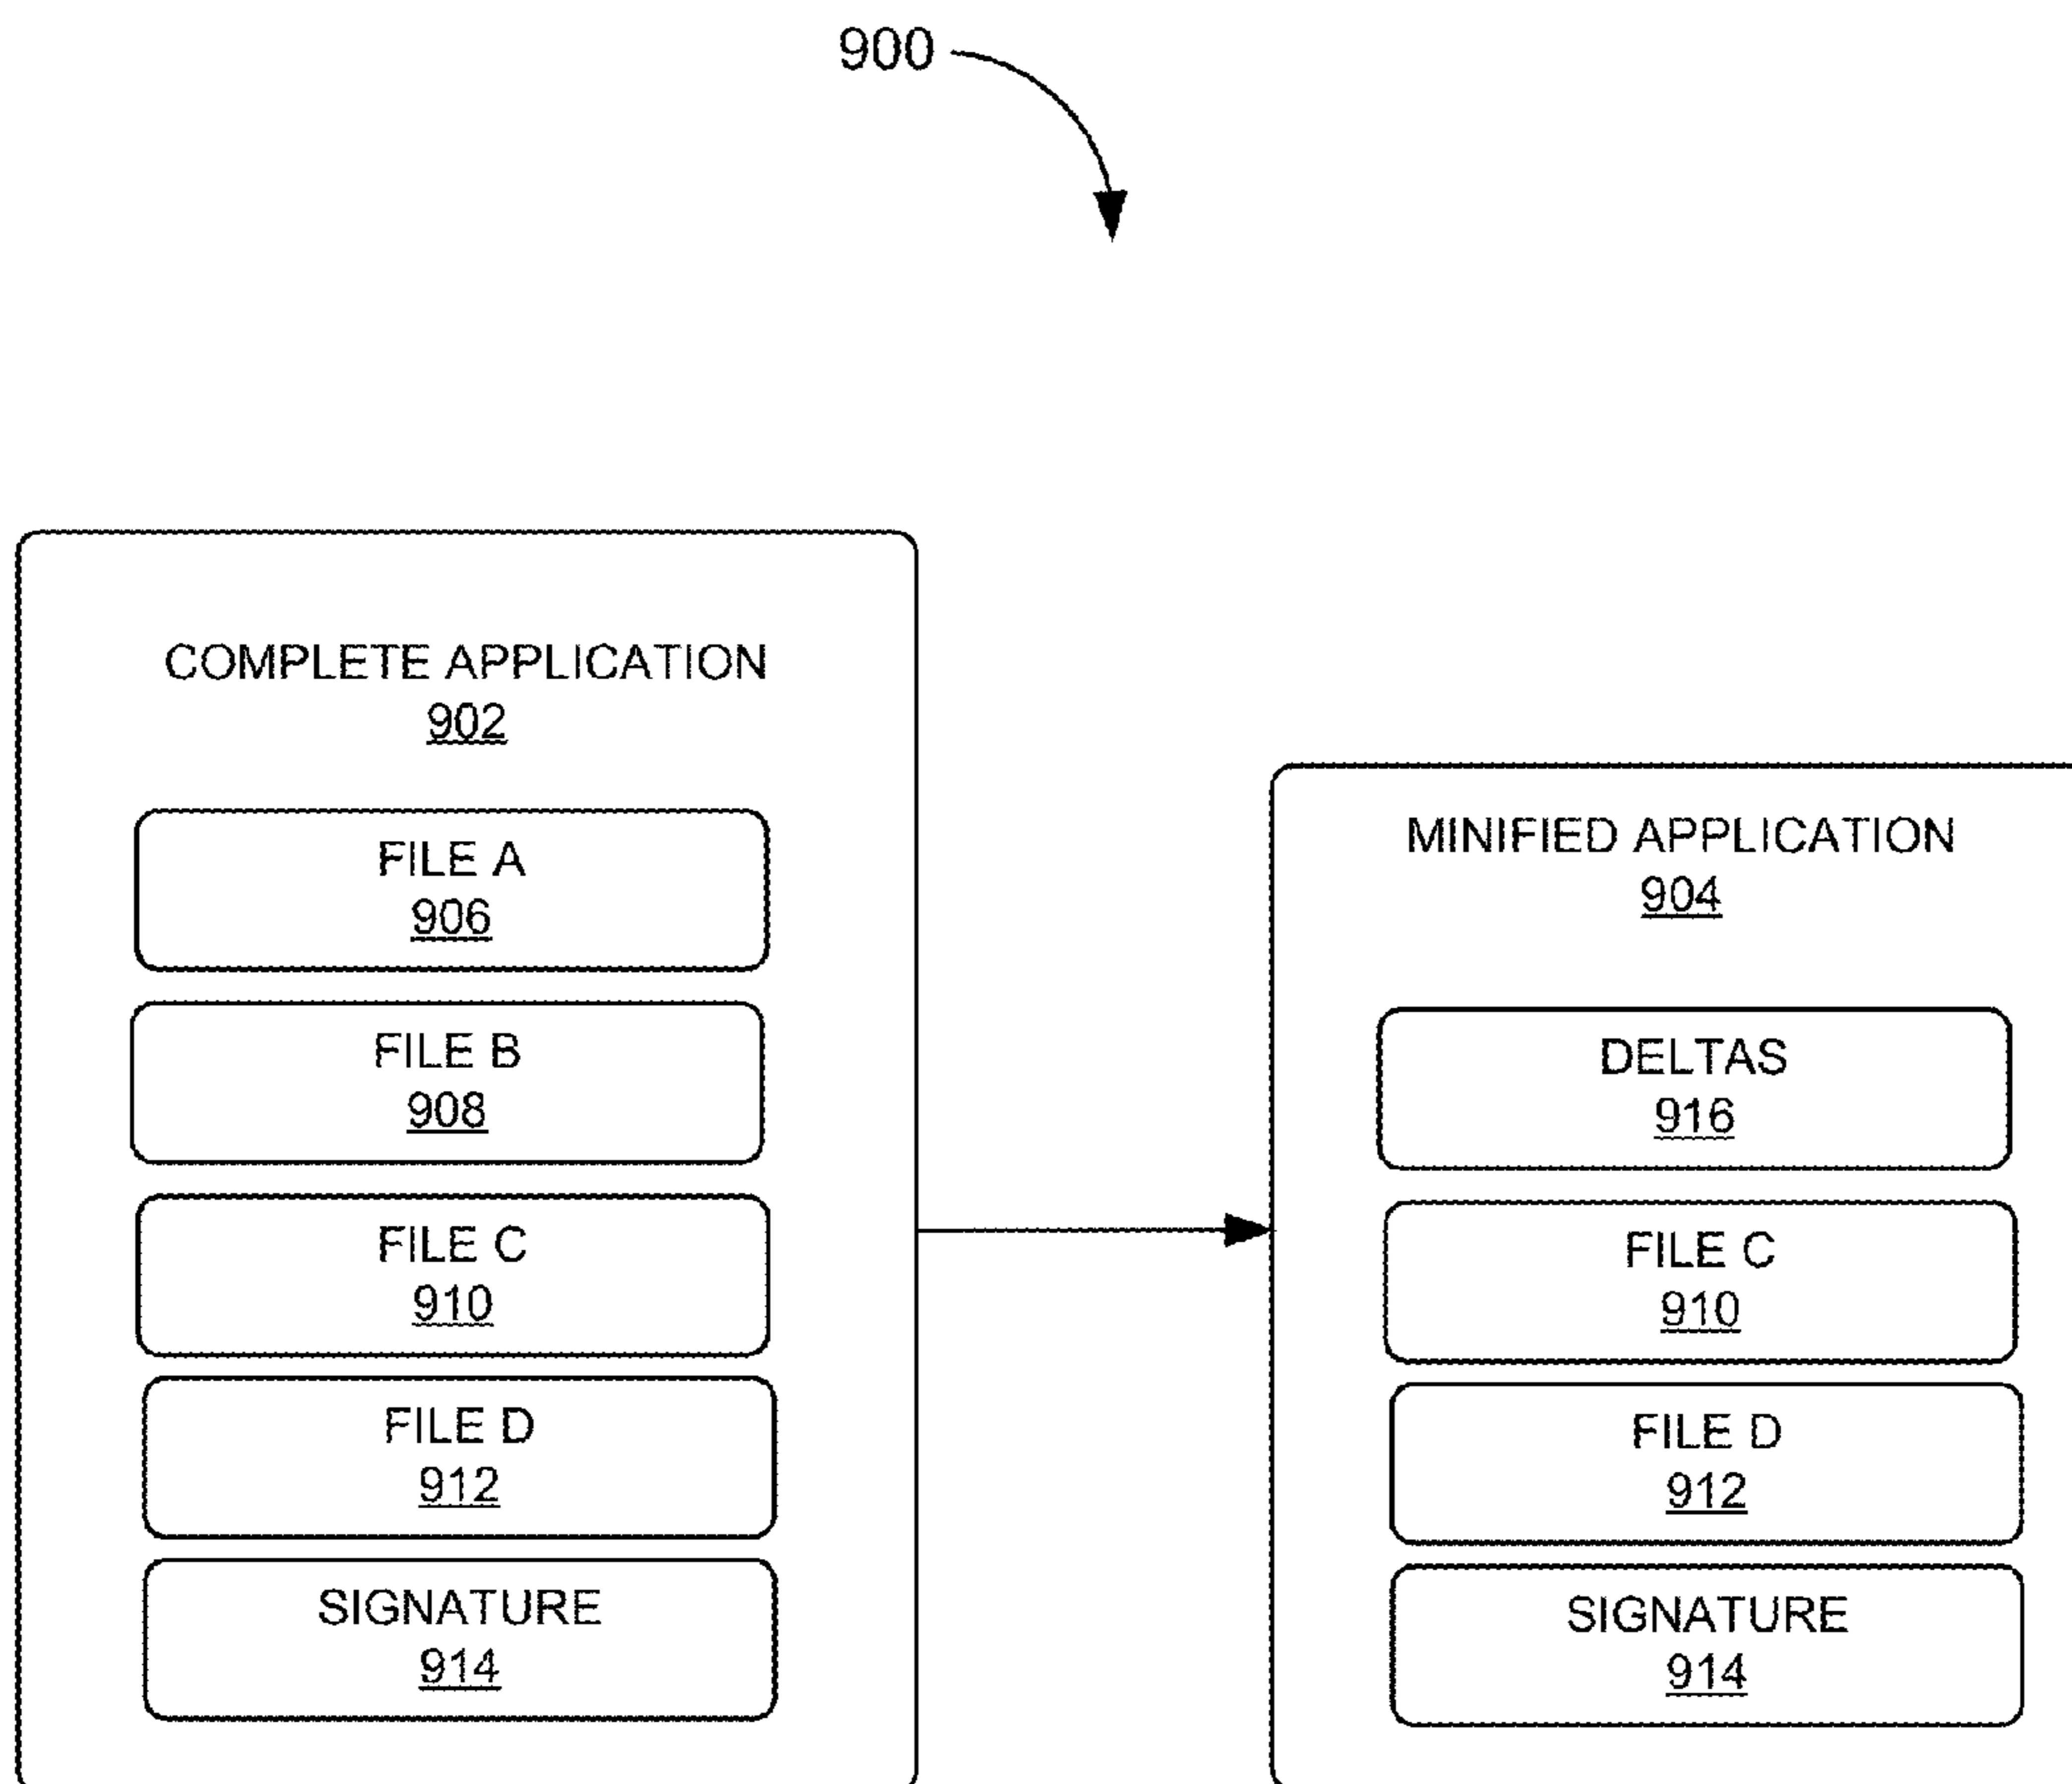 900
COMPLETE APPLICATION
902
FILE A
906
FILE B
908
FILE C
910
FILE D
912
SIGNATURE
914
MINIFIED APPLICATION
904
DELTAS
916
FILE C
910
FILE D
912
SIGNATURE
914